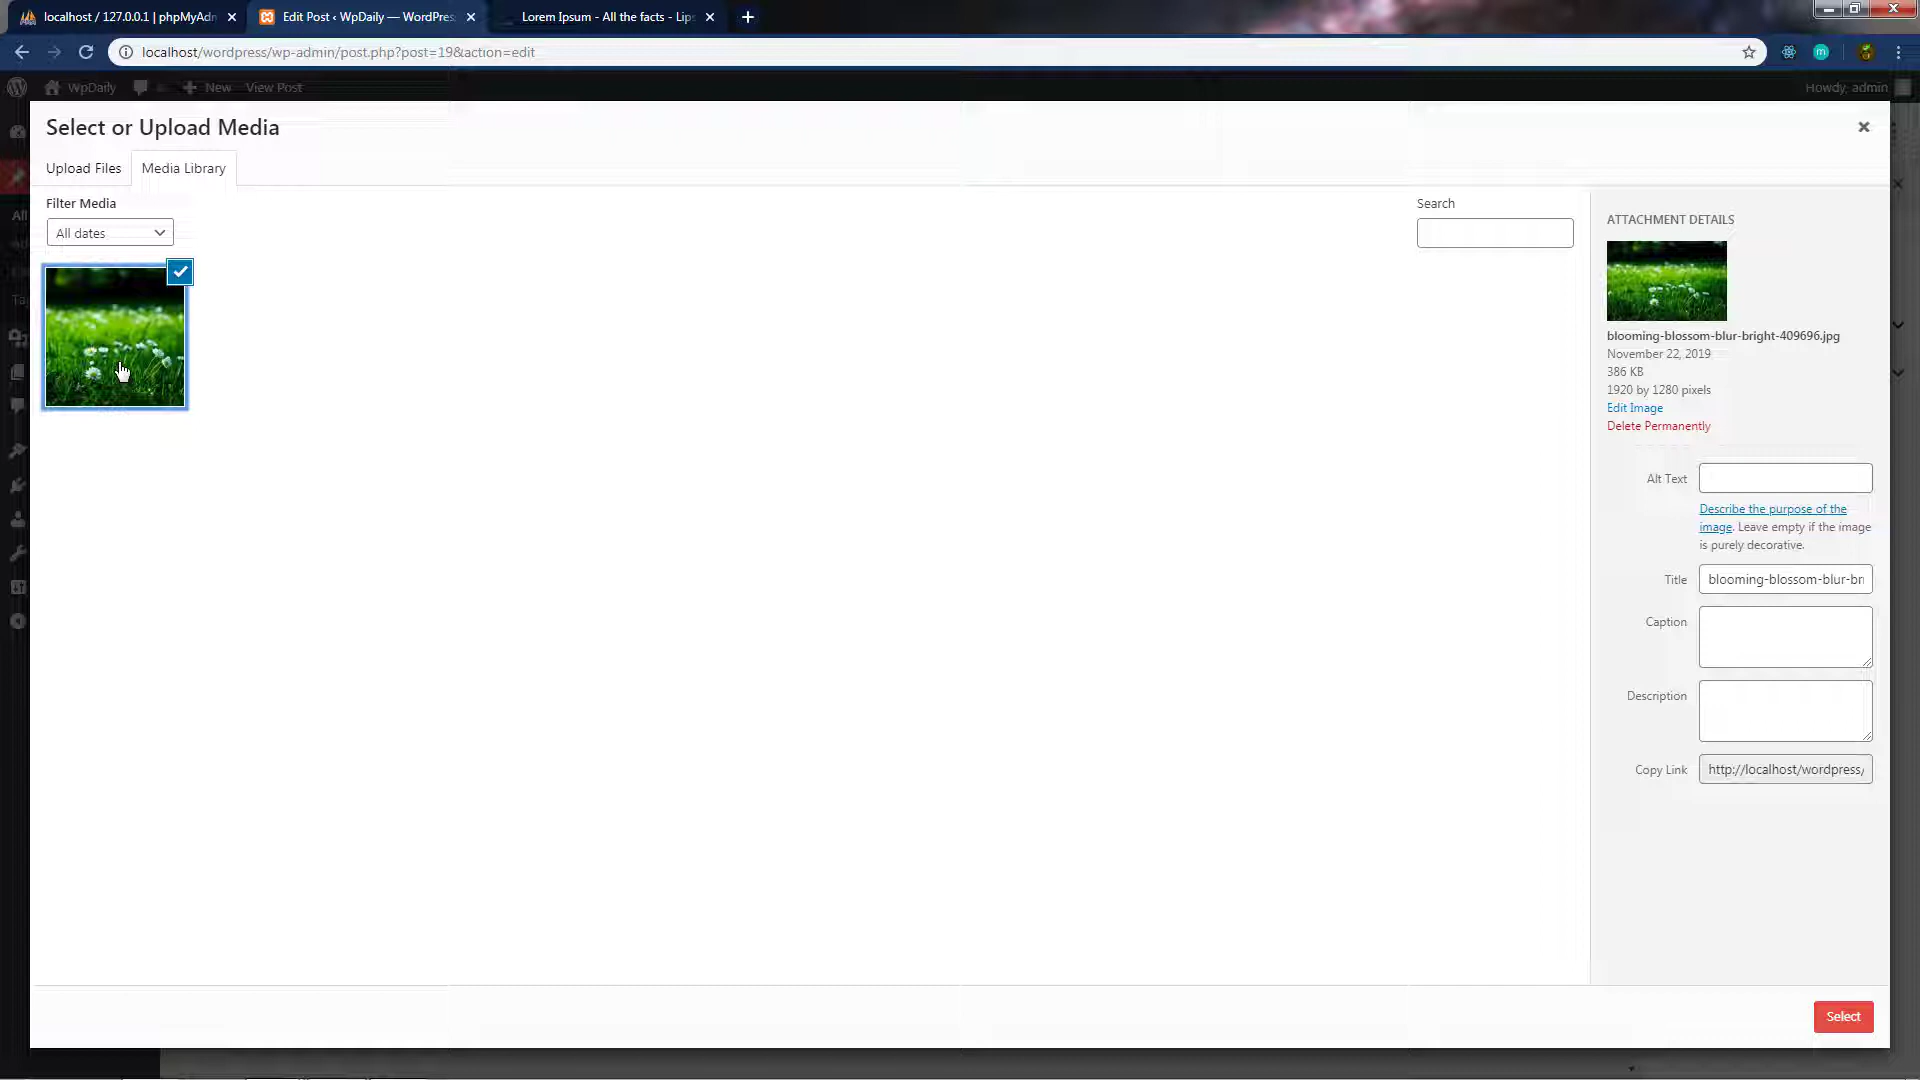 localhost / 127.0.0.1 | phpMyAdm
Edit Post ‹ WpDaily — WordPres
Lorem Ipsum - All the facts - Lips
localhost/wordpress/wp-admin/post.php?post=19&action=edit
WpDaily
New
View Post
Howdy, admin
Select or Upload Media
Upload Files
Media Library
Filter Media
All dates
Search
ATTACHMENT DETAILS
blooming-blossom-blur-bright-409696.jpg
November 22, 2019
386 KB
1920 by 1280 pixels
Edit Image
Delete Permanently
Alt Text
Describe the purpose of the
image. Leave empty if the image
is purely decorative.
Title
blooming-blossom-blur-bri
Caption
Description
Copy Link
http://localhost/wordpress/
Select
All